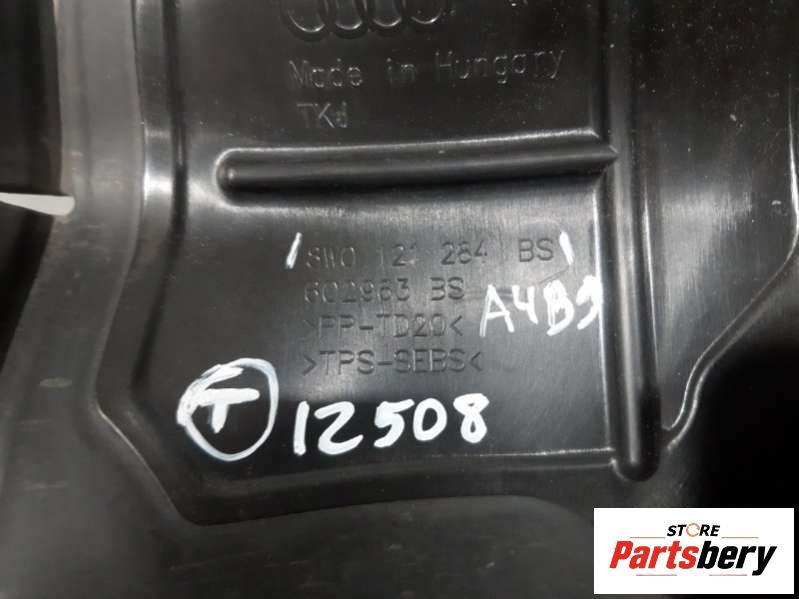 Made in Hungary
TKd
8W0 121 284 BS
602963 BS
A4B9
>PP-TD20<
>TPS-SEBS<
T
12508
STORE
Partsbery